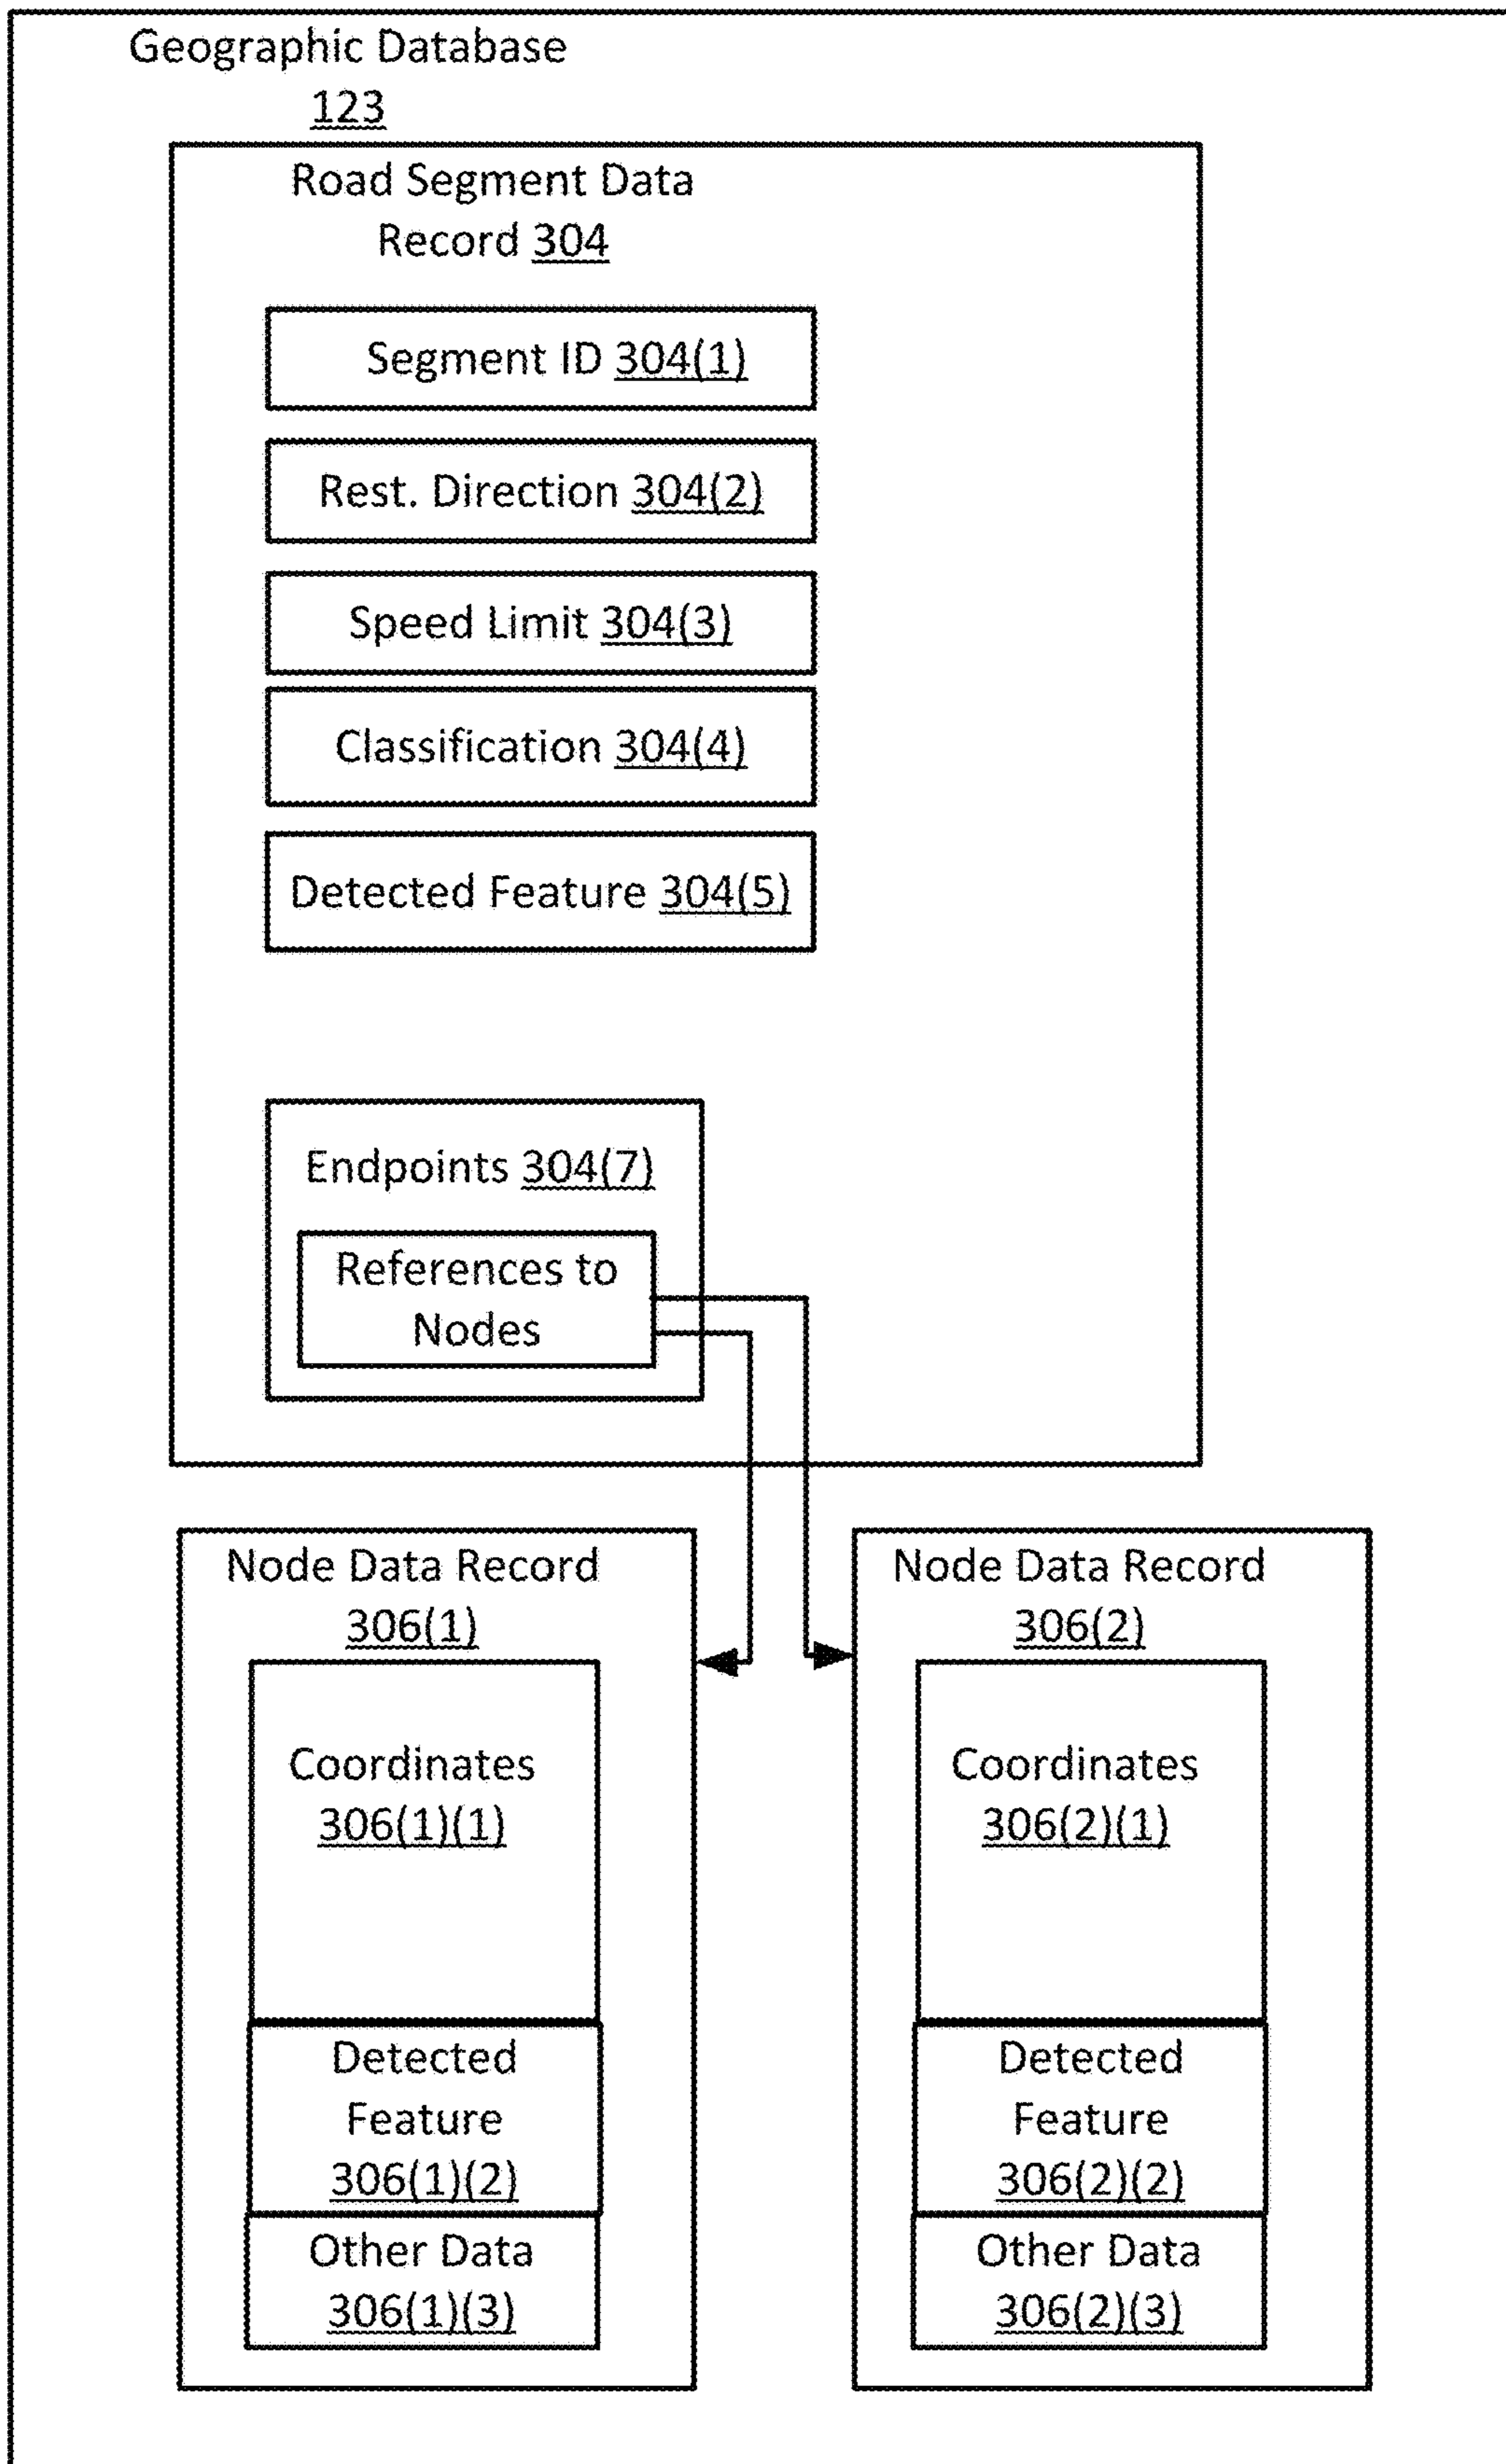 Geographic Database
123
Road Segment Data
Record 304
Segment ID 304(1)
Rest. Direction 304(2)
Speed Limit 304(3)
Classification 304(4)
Detected Feature 304(5)
Endpoints 304(7)
References to
Nodes
Node Data Record
306(1)
Coordinates
306(1)(1)
Detected
Feature
306(1)(2)
Other Data
306(1)(3)
Node Data Record
306(2)
Coordinates
306(2)(1)
Detected
Feature
306(2)(2)
Other Data
306(2)(3)